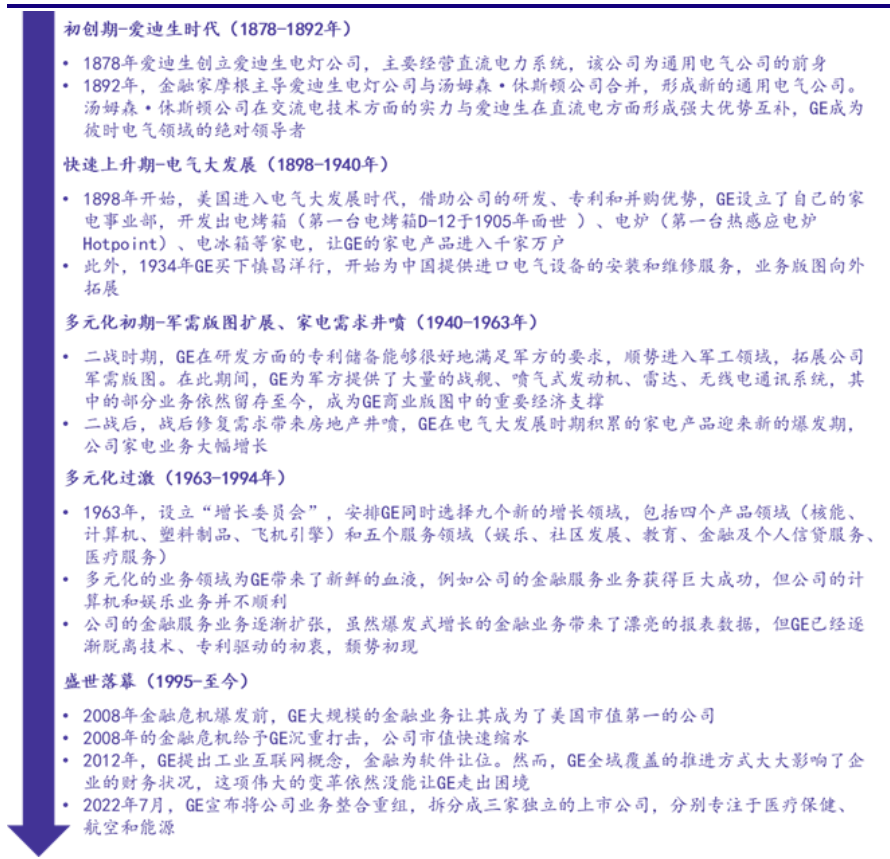 初创期-爱迪生时代（1878-1892年）
• 1878年爱迪生创立爱迪生电灯公司，主要经营直流电力系统，该公司为通用电气公司的前身
• 1892年，金融家摩根主导爱迪生电灯公司与汤姆森·休斯顿公司合并，形成新的通用电气公司。
汤姆森·休斯顿公司在交流电技术方面的实力与爱迪生在直流电方面形成强大优势互补，GE成为
彼时电气领域的绝对领导者
快速上升期-电气大发展（1898-1940年）
• 1898年开始，美国进入电气大发展时代，借助公司的研发、专利和并购优势，GE设立了自己的家
电事业部，开发出电烤箱（第一台电烤箱D-12于1905年面世 ）、电炉（第一台热感应电炉
Hotpoint）、电冰箱等家电，让GE的家电产品进入千家万户
• 此外，1934年GE买下慎昌洋行，开始为中国提供进口电气设备的安装和维修服务，业务版图向外
拓展
多元化初期-军需版图扩展、家电需求井喷（1940-1963年）
• 二战时期，GE在研发方面的专利储备能够很好地满足军方的要求，顺势进入军工领域，拓展公司
军需版图。在此期间，GE为军方提供了大量的战舰、喷气式发动机、雷达、无线电通讯系统，其
中的部分业务依然留存至今，成为GE商业版图中的重要经济支撑
• 二战后，战后修复需求带来房地产井喷，GE在电气大发展时期积累的家电产品迎来新的爆发期，
公司家电业务大幅增长
多元化过激（1963-1994年）
• 1963年，设立“增长委员会”，安排GE同时选择九个新的增长领域，包括四个产品领域（核能、
计算机、塑料制品、飞机引擎）和五个服务领域（娱乐、社区发展、教育、金融及个人信贷服务、
医疗服务）
• 多元化的业务领域为GE带来了新鲜的血液，例如公司的金融服务业务获得巨大成功，但公司的计
算机和娱乐业务并不顺利
• 公司的金融服务业务逐渐扩张，虽然爆发式增长的金融业务带来了漂亮的报表数据，但GE已经逐
渐脱离技术、专利驱动的初衷，颓势初现
盛世落幕（1995-至今）
• 2008年金融危机爆发前，GE大规模的金融业务让其成为了美国市值第一的公司
• 2008年的金融危机给予GE沉重打击，公司市值快速缩水
• 2012年，GE提出工业互联网概念，金融为软件让位。然而，GE全域覆盖的推进方式大大影响了企
业的财务状况，这项伟大的变革依然没能让GE走出困境
• 2022年7月，GE宣布将公司业务整合重组，拆分成三家独立的上市公司，分别专注于医疗保健、
航空和能源